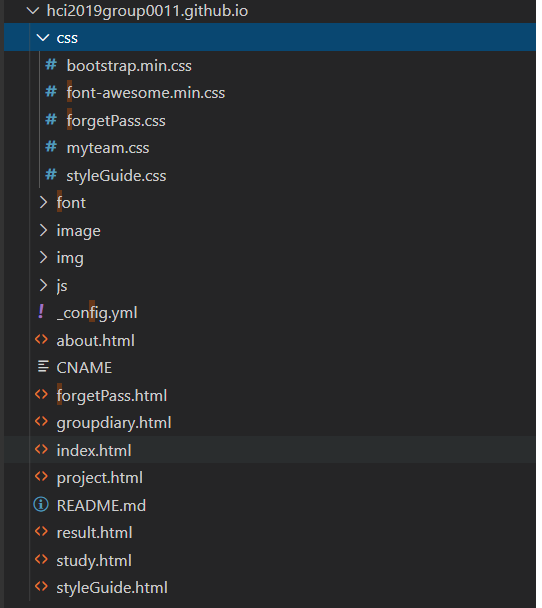 hci2019group0011.github.io
css
bootstrap.min.css
font-awesome.min.css
forgetPass.css
myteam.css
styleGuide.css
font
image
img
js
_config.yml
about.html
CNAME
forgetPass.html
groupdiary.html
index.html
project.html
README.md
result.html
study.html
styleGuide.html